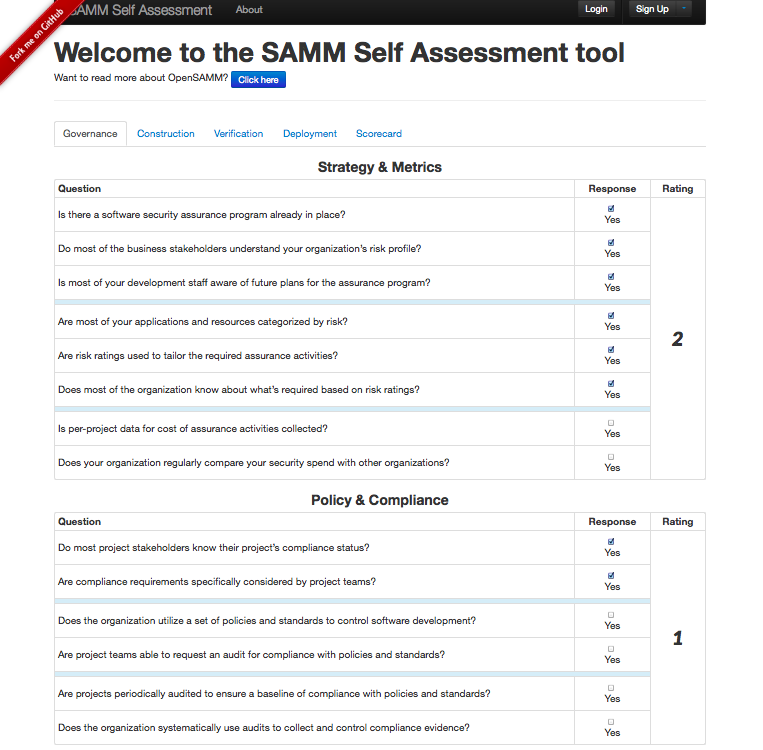 Fork me on GitHub
SAMM Self Assessment About Login Sign Up
Welcome to the SAMM Self Assessment tool
Want to read more about OpenSAMM? Click here
Governance Construction Verification Deployment Scorecard
Strategy & Metrics
Question Response Rating
Is there a software security assurance program already in place? Yes
Do most of the business stakeholders understand your organization's risk profile? Yes
Is most of your development staff aware of future plans for the assurance program? Yes
Are most of your applications and resources categorized by risk? Yes
2
Are risk ratings used to tailor the required assurance activities? Yes
Does most of the organization know about what's required based on risk ratings? Yes
Is per-project data for cost of assurance activities collected? Yes
Does your organization regularly compare your security spend with other organizations? Yes
Policy & Compliance
Question Response Rating
Do most project stakeholders know their project's compliance status? Yes
Are compliance requirements specifically considered by project teams? Yes
Does the organization utilize a set of policies and standards to control software development? Yes
1
Are project teams able to request an audit for compliance with policies and standards? Yes
Are projects periodically audited to ensure a baseline of compliance with policies and standards? Yes
Does the organization systematically use audits to collect and control compliance evidence? Yes